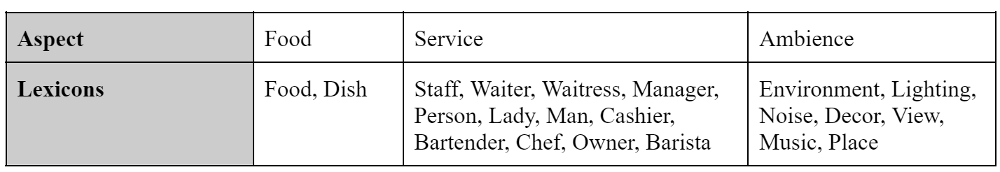 Aspect Food Service Ambience
Lexicons Food, Dish Staff, Waiter, Waitress, Manager, Environment, Lighting,
Person, Lady, Man, Cashier, Noise, Decor, View,
Bartender, Chef, Owner, Barista Music, Place